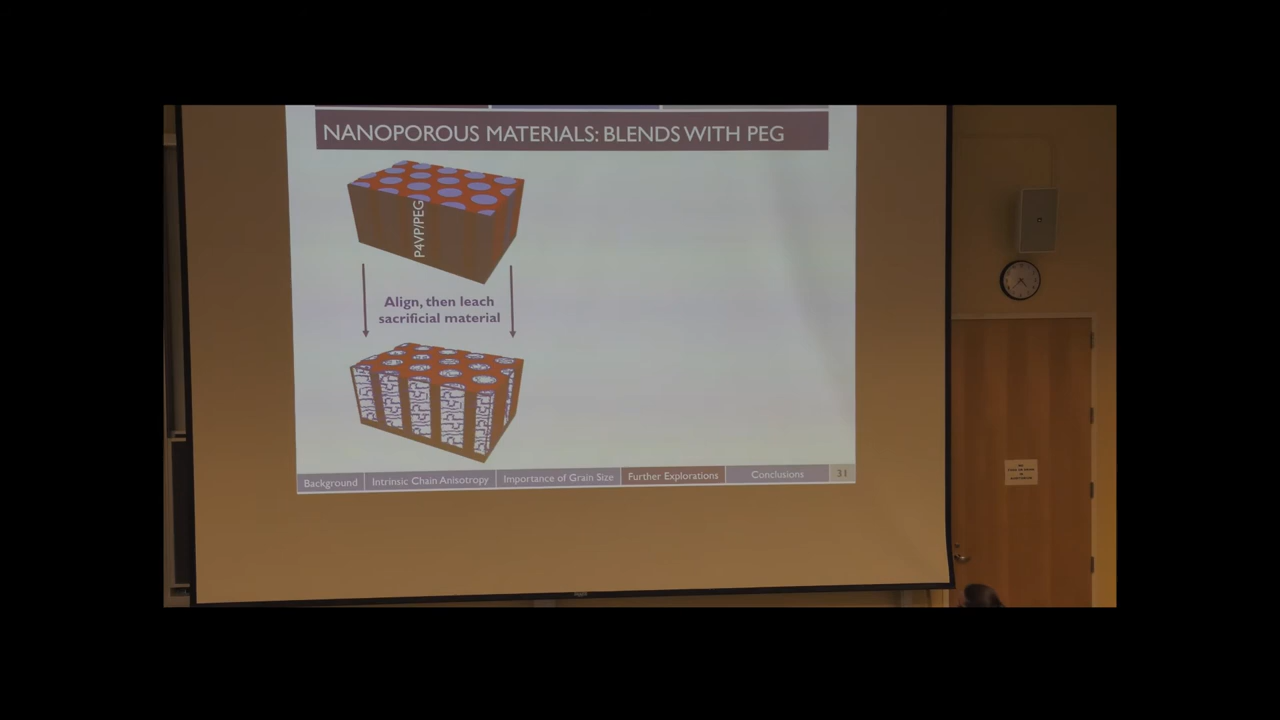 NANOPOROUS MATERIALS: BLENDS WITH PEG
P4VP/PEG
Align, then leach
sacrificial material
Background
Intrinsic Chain Anisotropy
Importance of Grain Size
Further Explorations
Conclusions
31